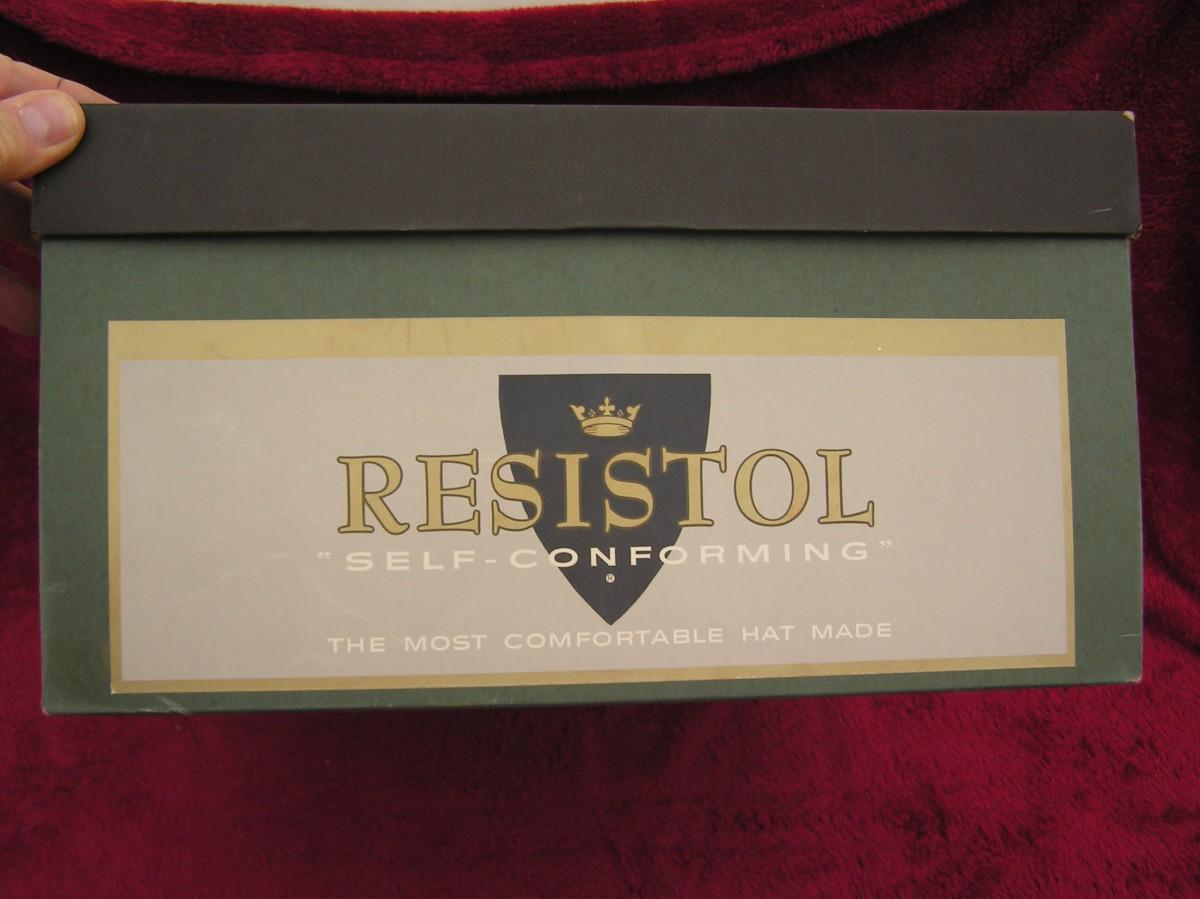 RESISTOL
“SELF-CONFORMING”
®
THE MOST COMFORTABLE HAT MADE